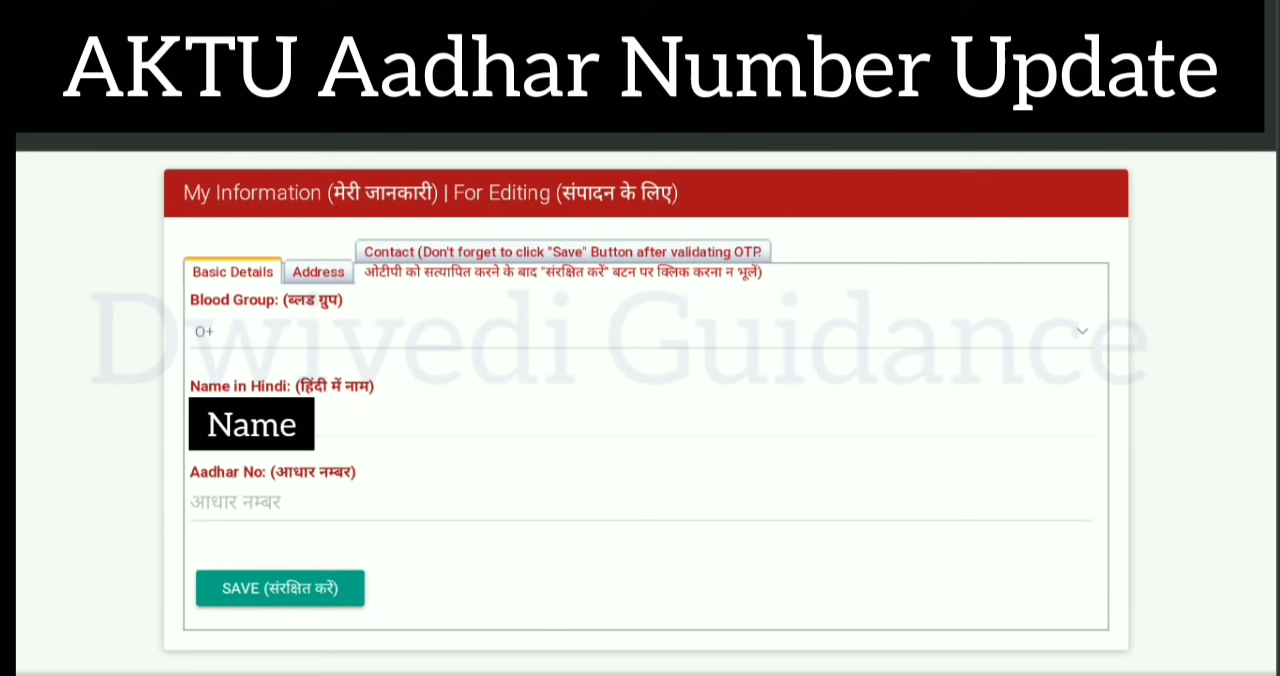 AKTU Aadhar Number Update
My Information (मेरी जानकारी) | For Editing (संपादन के लिए)
Contact (Don't forget to click "Save" Button after validating OTP.
Basic Details Address ओटीपी को सत्यापित करने के बाद "संरक्षित करें" बटन पर क्लिक करना न भूलें)
Blood Group: (ब्लड ग्रुप)
O+
Dwivedi Guidance
Name in Hindi: (हिंदी में नाम)
Name
Aadhar No: (आधार नम्बर)
आधार नम्बर
SAVE (संरक्षित करें)